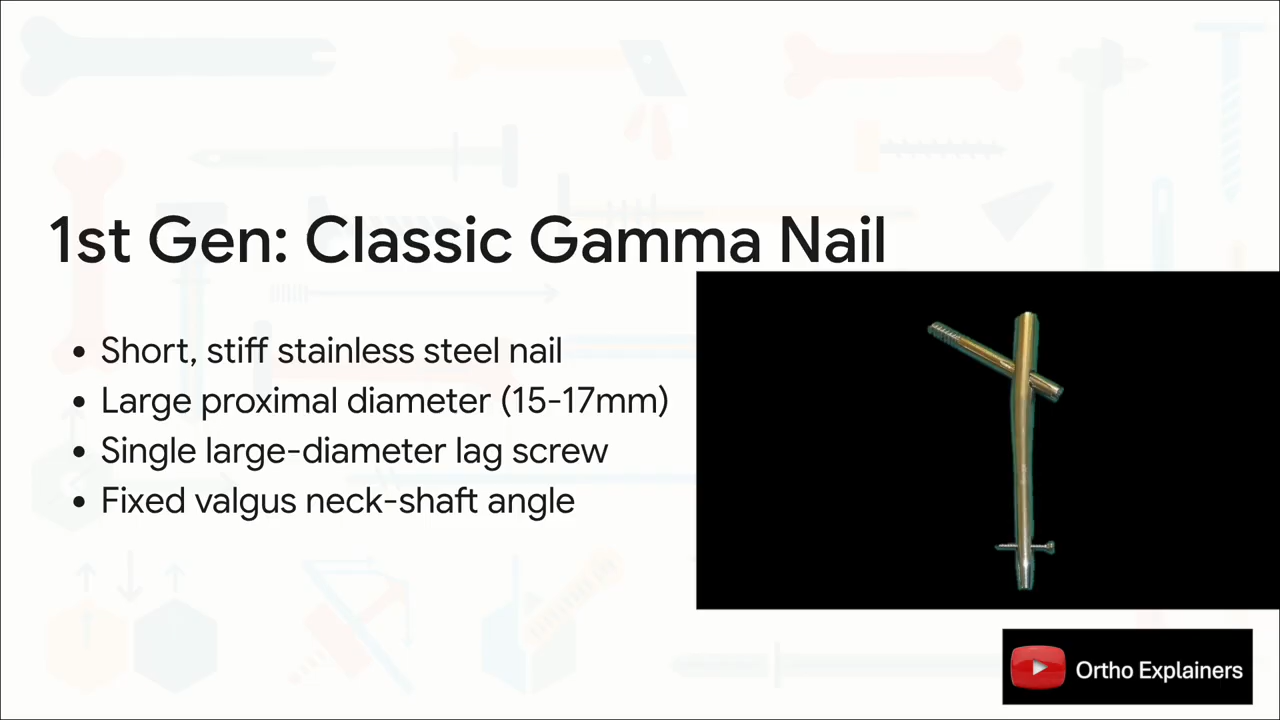 1st Gen: Classic Gamma Nail
• Short, stiff stainless steel nail
• Large proximal diameter (15-17mm)
• Single large-diameter lag screw
• Fixed valgus neck-shaft angle
Ortho Explainers